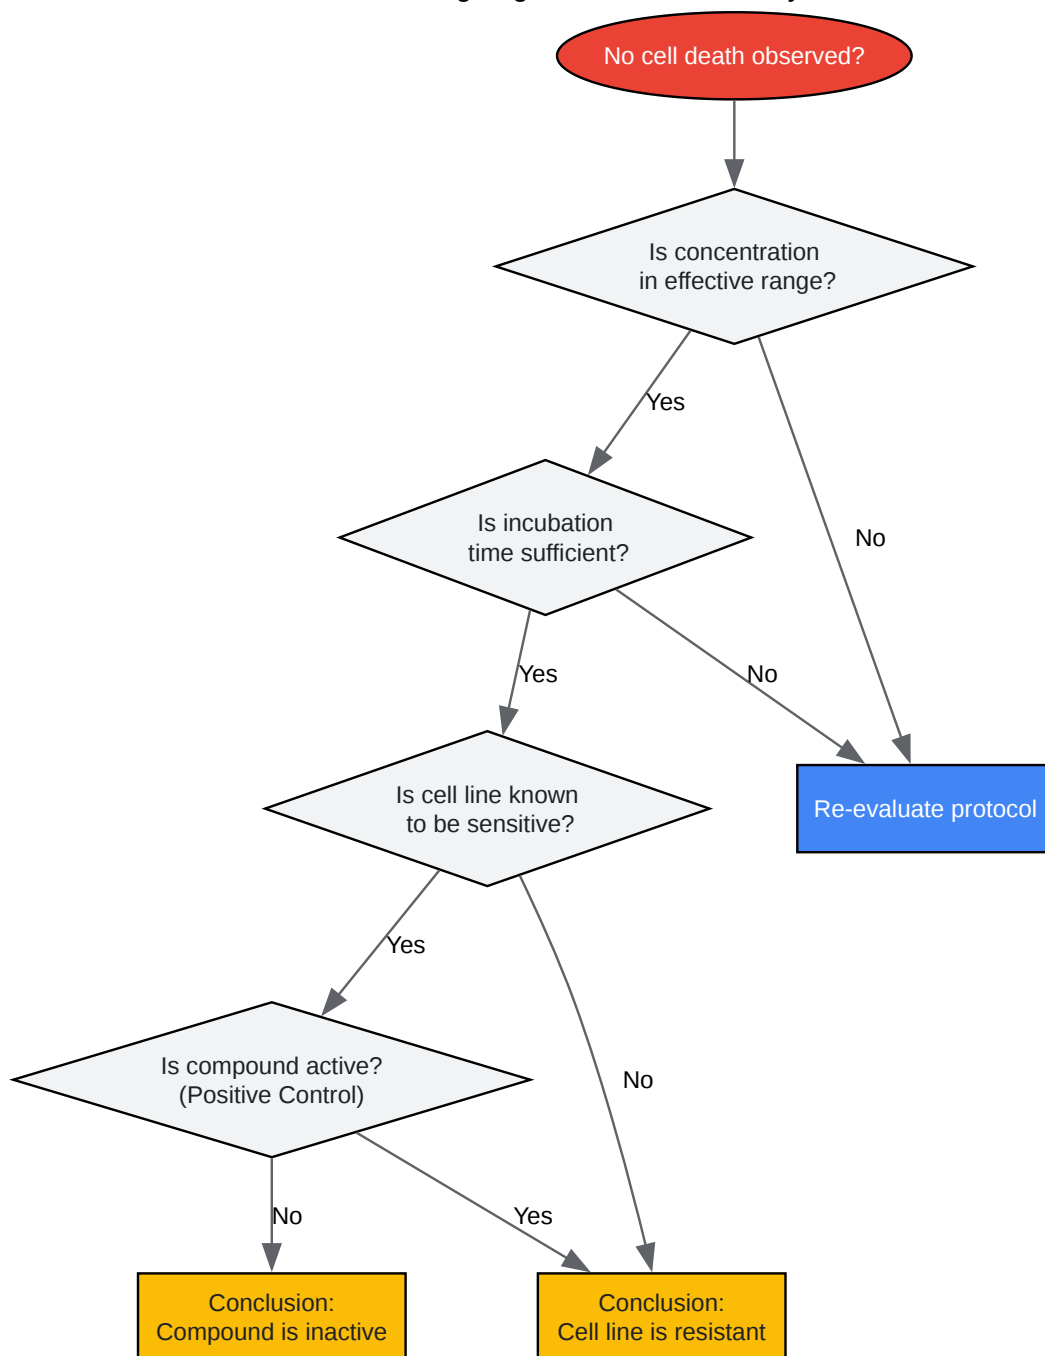 No cell death observed?
Is concentration
in effective range?
Yes
No
Is incubation
time sufficient?
Yes
No
Is cell line known
to be sensitive?
Re-evaluate protocol
Yes
No
Is compound active?
(Positive Control)
No
Yes
Conclusion:
Compound is inactive
Conclusion:
Cell line is resistant